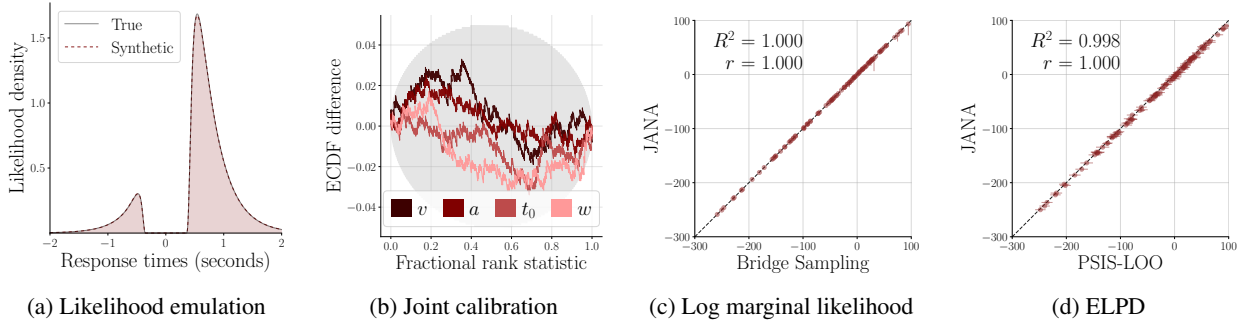 True
Synthetic
Likelihood density
1.5
1.0
0.5
−2
−1
0
1
2
Response times (seconds)
(a) Likelihood emulation
ECDF difference
0.04
0.02
0.00
−0.02
−0.04
v a t0 w
0.0 0.2 0.4 0.6 0.8 1.0
Fractional rank statistic
(b) Joint calibration
JANA
R² = 1.000
r = 1.000
100
0
−100
−200
−300
−300 −200 −100 0 100
Bridge Sampling
(c) Log marginal likelihood
JANA
R² = 0.998
r = 1.000
100
0
−100
−200
−300
−300 −200 −100 0 100
PSIS-LOO
(d) ELPD